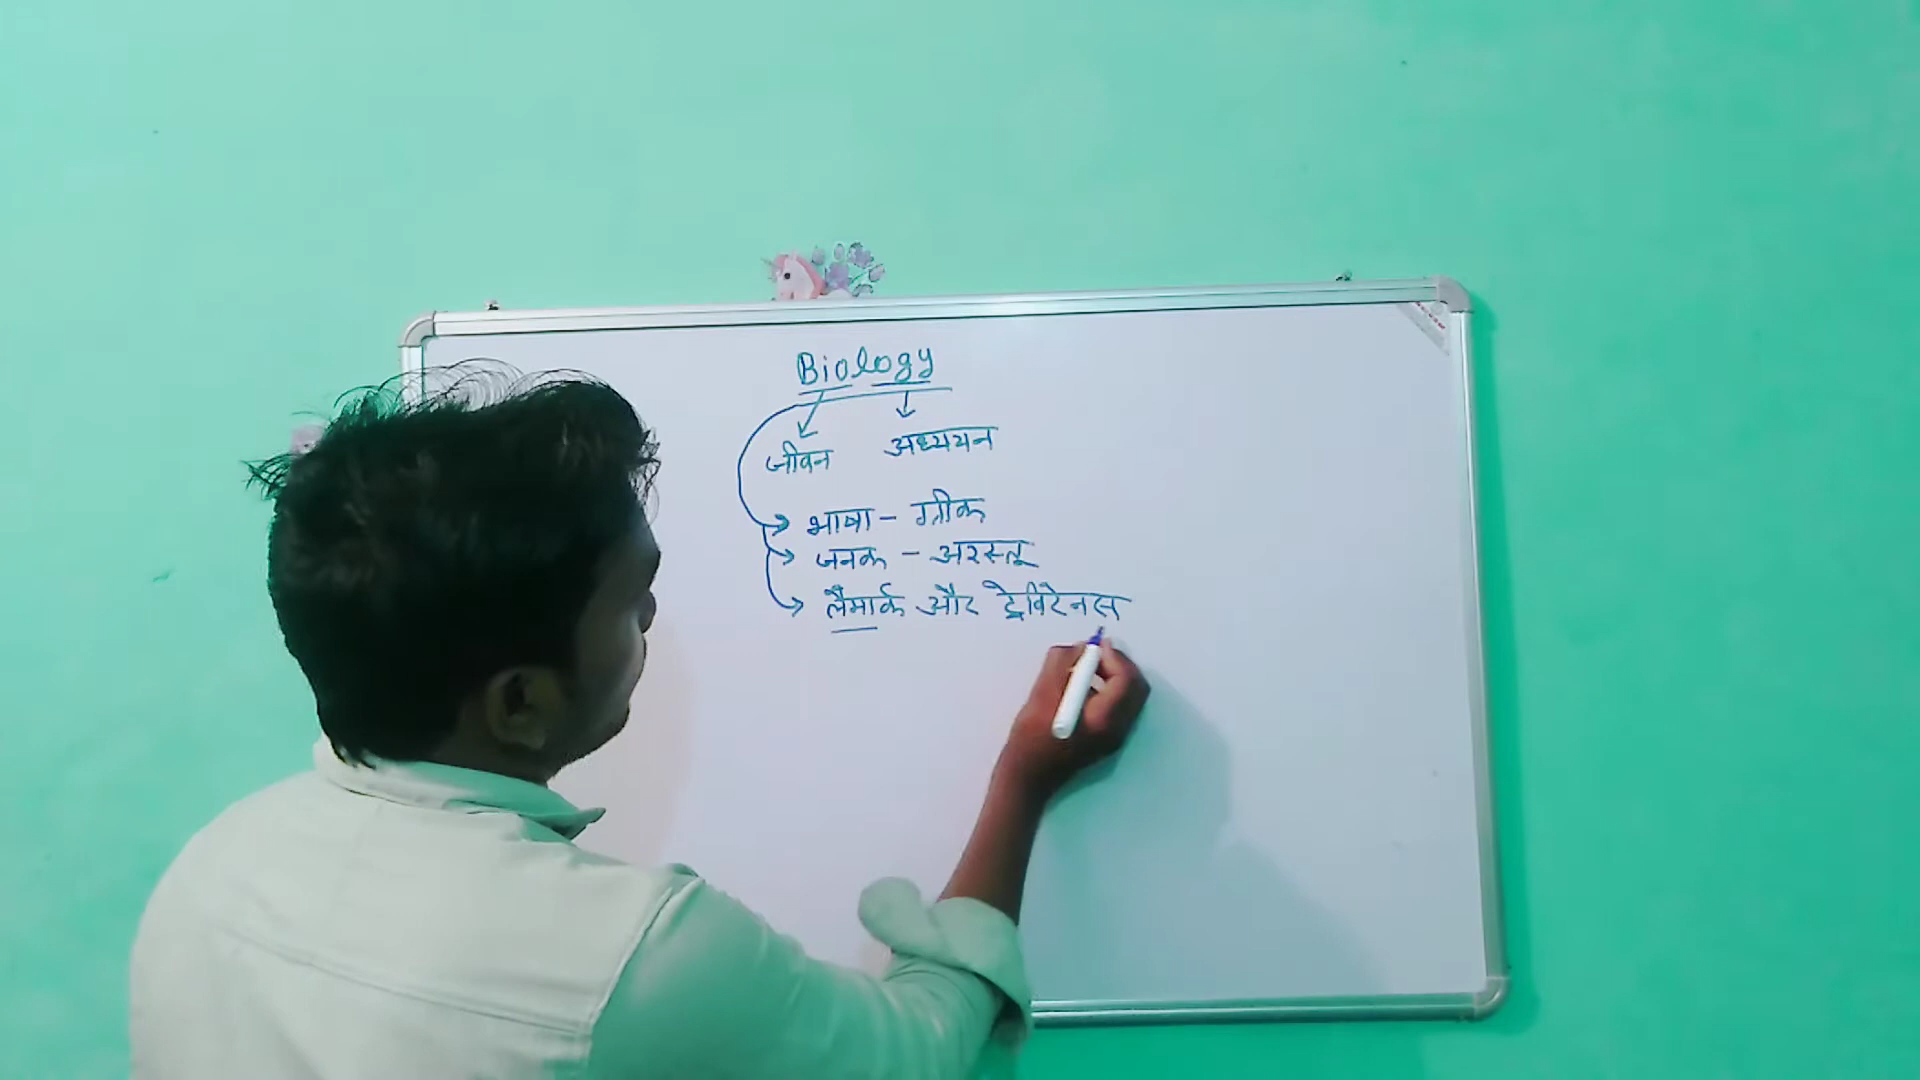 Biology
जीवन अध्ययन
भाषा - ग्रीक
जनक - अरस्तू
लैमार्क और ट्रेविरेनस